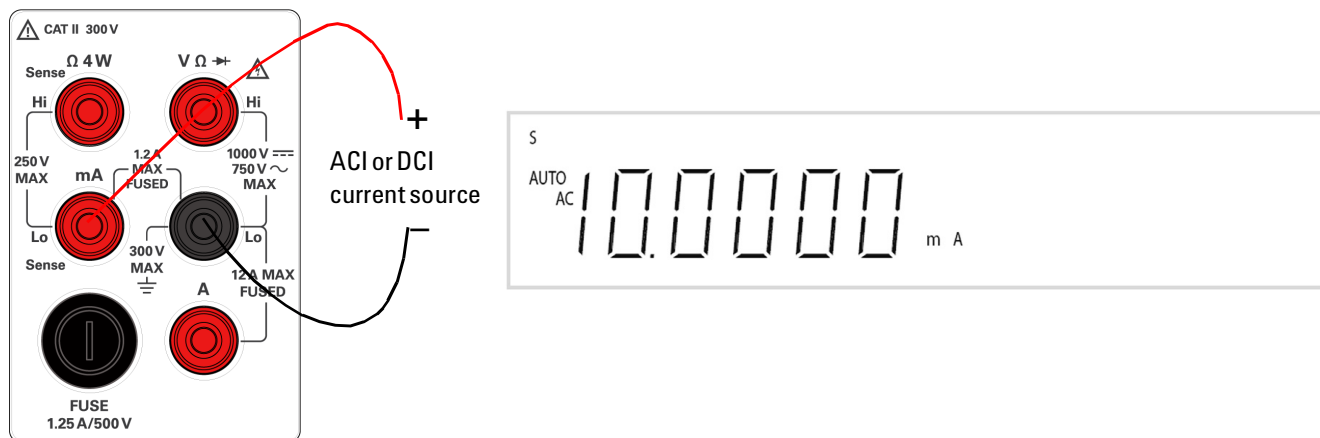 CAT II 300 V
Ω 4 W
V Ω
Sense
Hi
Hi
250 V
MAX
1.2 A
MAX
FUSED
1000 V
750 V
MAX
mA
Lo
Lo
Sense
300 V
MAX
12 A MAX
FUSED
A
FUSE
1.25 A/500 V
+
ACI or DCI
current source
−
S
AUTO
AC
10.0000 m A